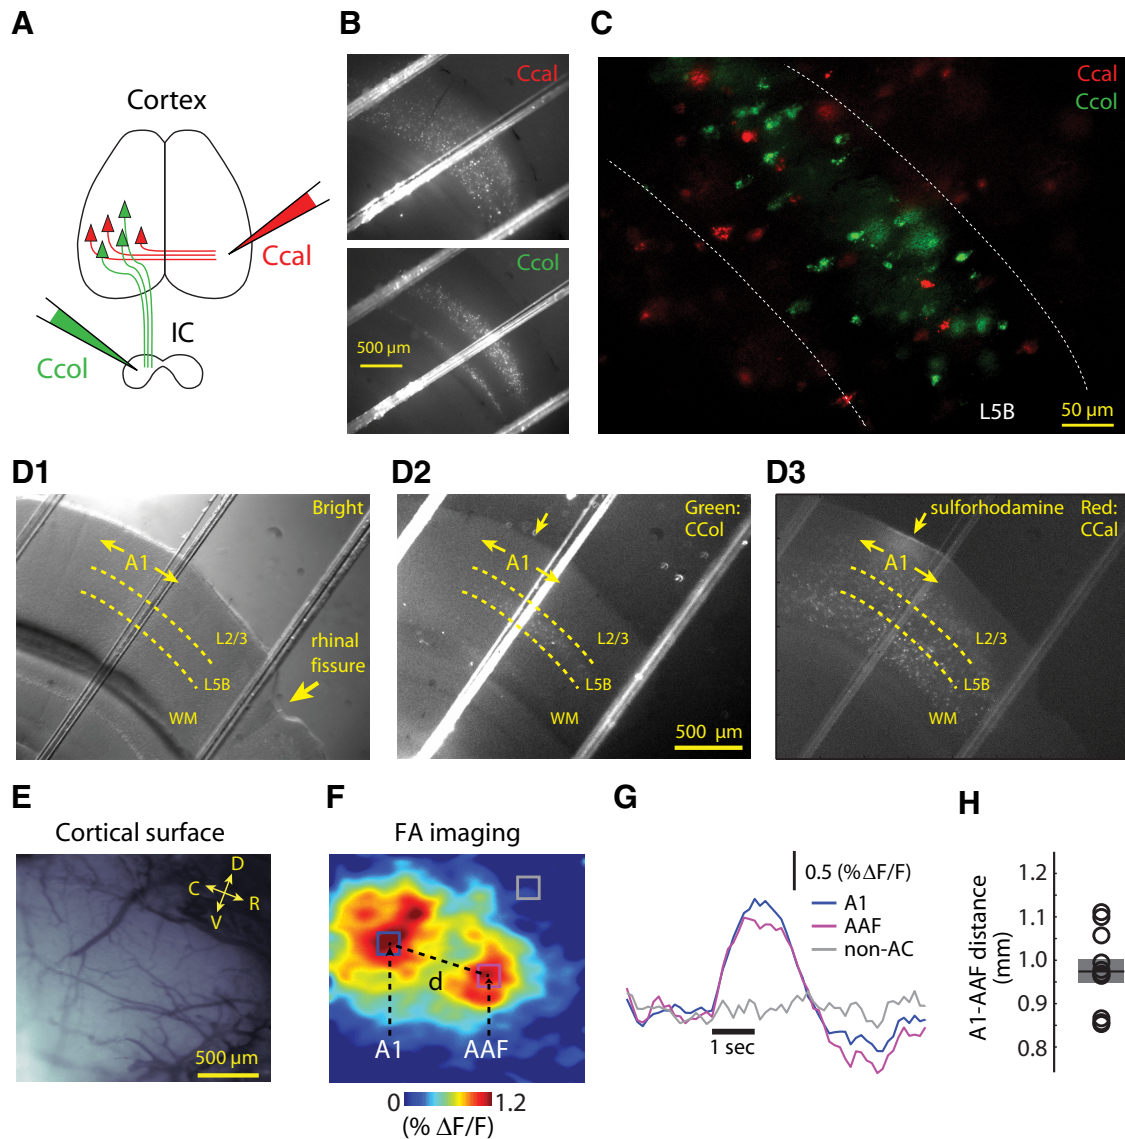 A
Cortex
Ccal
IC
Ccol
B
Ccal
Ccol
500 µm
C
Ccal
Ccol
L5B
50 µm
D1
Bright
A1
L2/3
rhinal
fissure
L5B
WM
D2
Green:
CCol
A1
L2/3
L5B
WM
500 µm
D3
sulforhodamine
Red:
CCal
A1
L2/3
L5B
WM
E
Cortical surface
D
C
R
V
500 µm
F
FA imaging
d
A1
AAF
0
1.2
(% ΔF/F)
G
0.5 (% ΔF/F)
A1
AAF
non-AC
1 sec
H
A1-AAF distance
(mm)
1.2
1.1
1.0
0.9
0.8